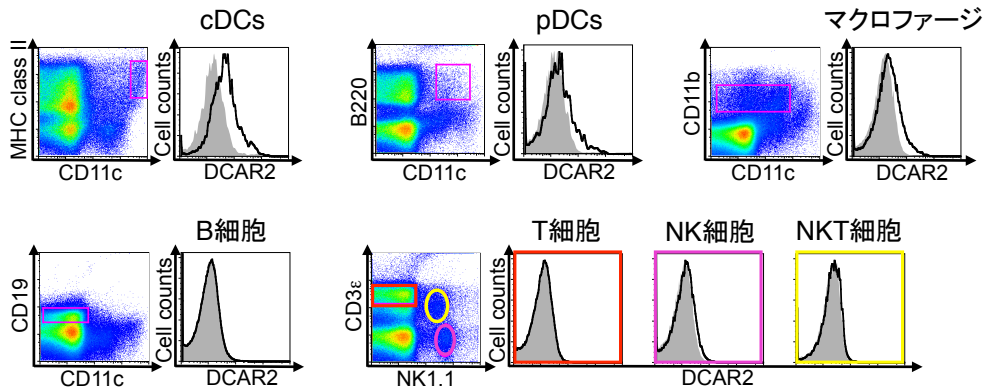 cDCs
pDCs
マクロファージ
MHC class II
Cell counts
CD11c
DCAR2
B220
Cell counts
CD11c
DCAR2
CD11b
Cell counts
CD11c
DCAR2
B細胞
T細胞
NK細胞
NKT細胞
CD19
Cell counts
CD11c
DCAR2
CD3ε
Cell counts
NK1.1
DCAR2